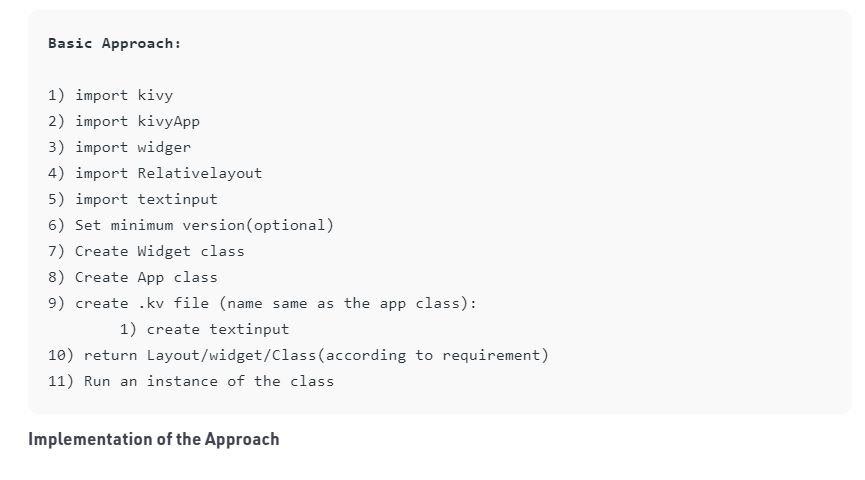 Basic Approach:
1) import kivy
2) import kivyApp
3) import widger
4) import Relativelayout
5) import textinput
6) Set minimum version(optional)
7) Create Widget class
8) Create App class
9) create .kv file (name same as the app class):
1) create textinput
10) return Layout/widget/Class(according to requirement)
11) Run an instance of the class
Implementation of the Approach